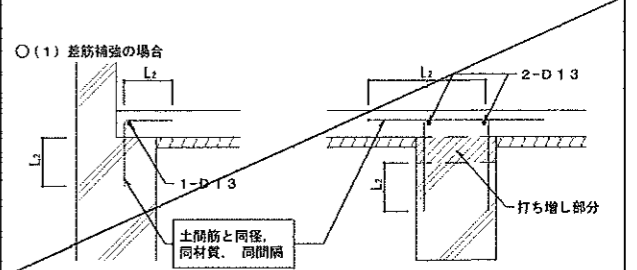 ○(1) 差筋補強の場合
L₂
L₂
2-D13
L₂
1-D13
L₂
打ち増し部分
土間筋と同径,
同材質、 同間隔